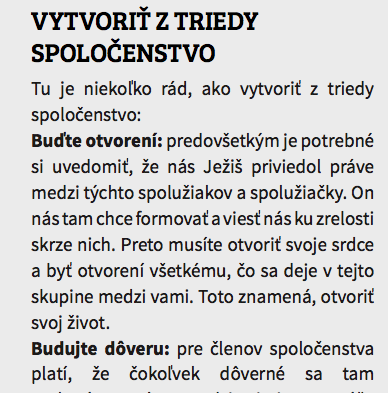 VYTVORIŤ Z TRIEDY
SPOLOČENSTVO
Tu je niekoľko rád, ako vytvoriť z triedy
spoločenstvo:
Buďte otvorení: predovšetkým je potrebné
si uvedomiť, že nás Ježiš priviedol práve
medzi týchto spolužiakov a spolužiačky. On
nás tam chce formovať a viesť nás ku zrelosti
skrze nich. Preto musíte otvoriť svoje srdce
a byť otvorení všetkému, čo sa deje v tejto
skupine medzi vami. Toto znamená, otvoriť
svoj život.
Budujte dôveru: pre členov spoločenstva
platí, že čokoľvek dôverné sa tam